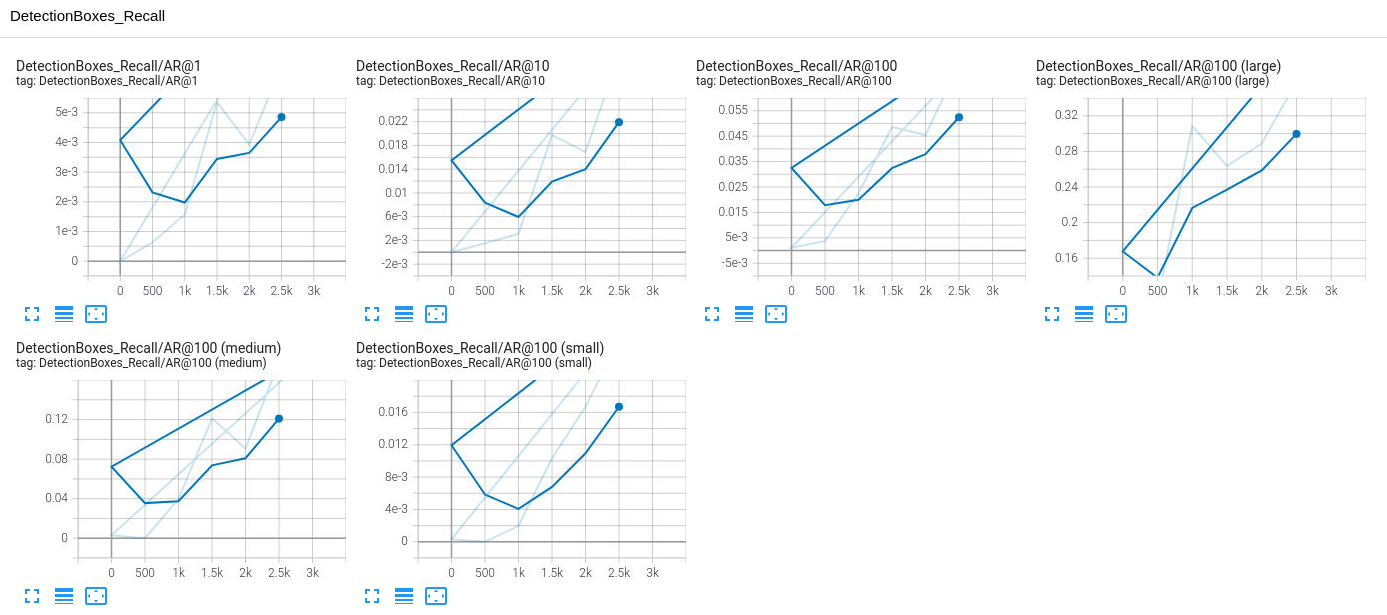 DetectionBoxes_Recall
DetectionBoxes_Recall/AR@1
tag: DetectionBoxes_Recall/AR@1
5e-3
4e-3
3e-3
2e-3
1e-3
0
0 500 1k 1.5k 2k 2.5k 3k
DetectionBoxes_Recall/AR@10
tag: DetectionBoxes_Recall/AR@10
0.022
0.018
0.014
0.01
6e-3
2e-3
-2e-3
0 500 1k 1.5k 2k 2.5k 3k
DetectionBoxes_Recall/AR@100
tag: DetectionBoxes_Recall/AR@100
0.055
0.045
0.035
0.025
0.015
5e-3
-5e-3
0 500 1k 1.5k 2k 2.5k 3k
DetectionBoxes_Recall/AR@100 (large)
tag: DetectionBoxes_Recall/AR@100 (large)
0.32
0.28
0.24
0.2
0.16
0 500 1k 1.5k 2k 2.5k 3k
DetectionBoxes_Recall/AR@100 (medium)
tag: DetectionBoxes_Recall/AR@100 (medium)
0.12
0.08
0.04
0
0 500 1k 1.5k 2k 2.5k 3k
DetectionBoxes_Recall/AR@100 (small)
tag: DetectionBoxes_Recall/AR@100 (small)
0.016
0.012
8e-3
4e-3
0
0 500 1k 1.5k 2k 2.5k 3k